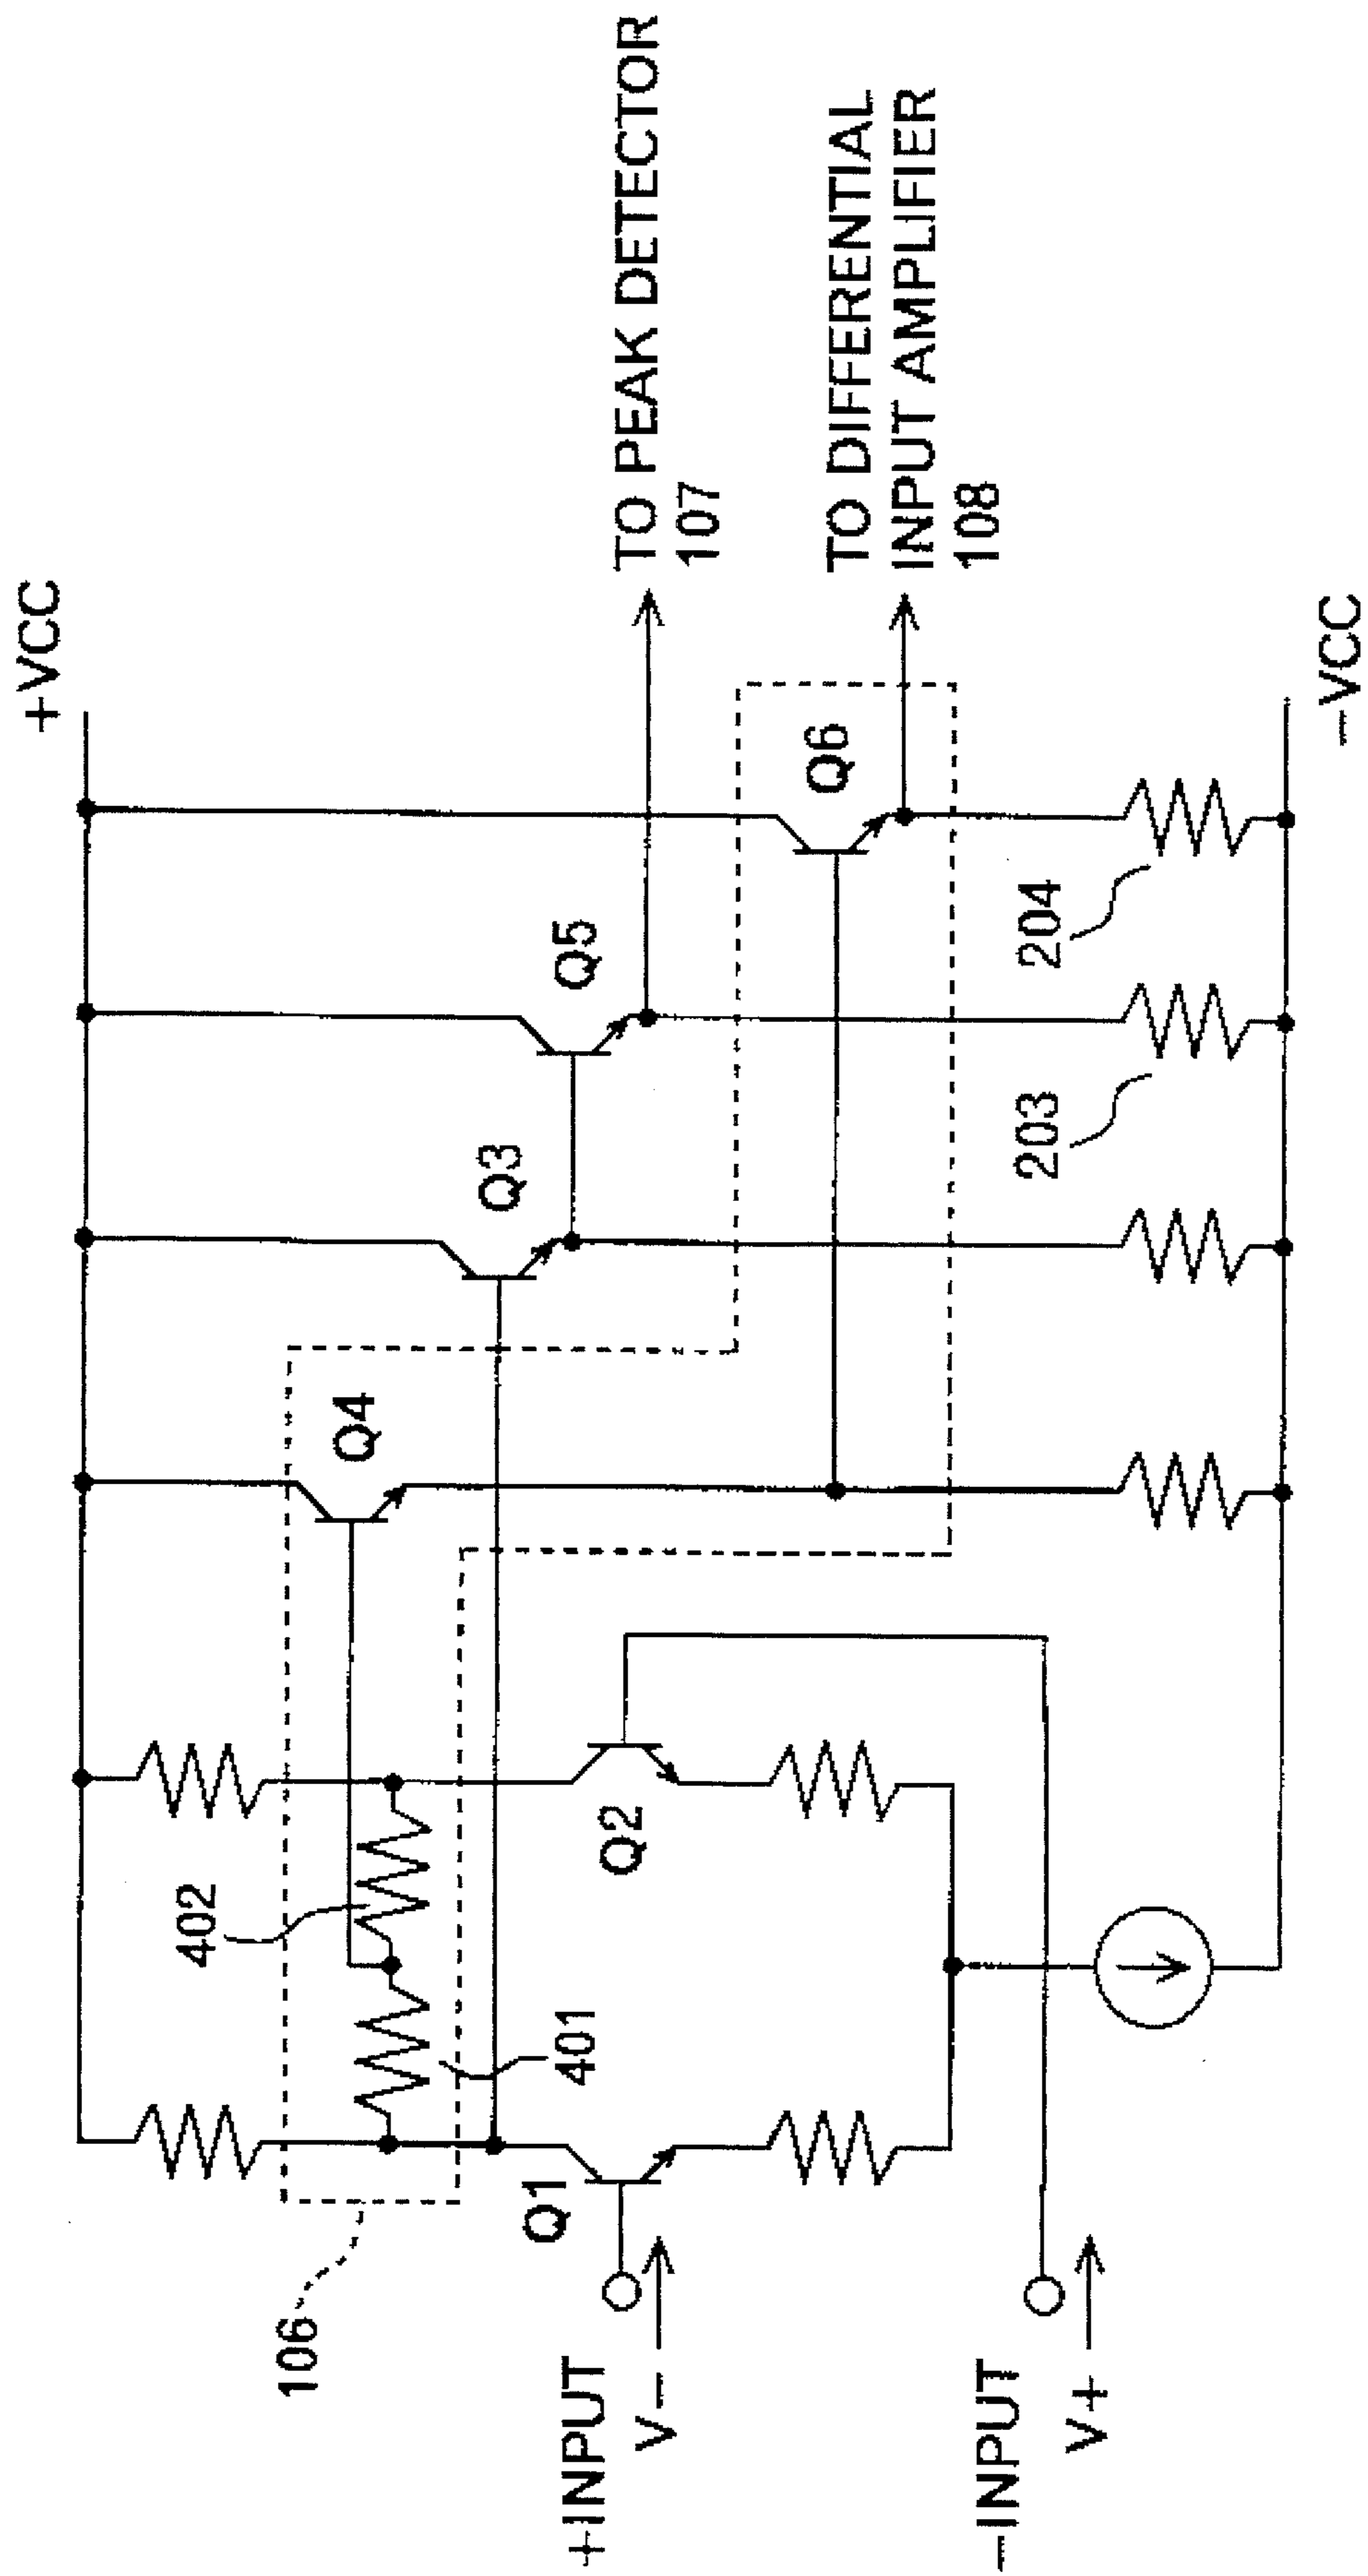 +VCC
402
Q4
Q3
Q5
TO PEAK DETECTOR
107
106
Q1
401
Q2
Q6
TO DIFFERENTIAL
INPUT AMPLIFIER
108
+INPUT
V−
−INPUT
V+
203
204
−VCC